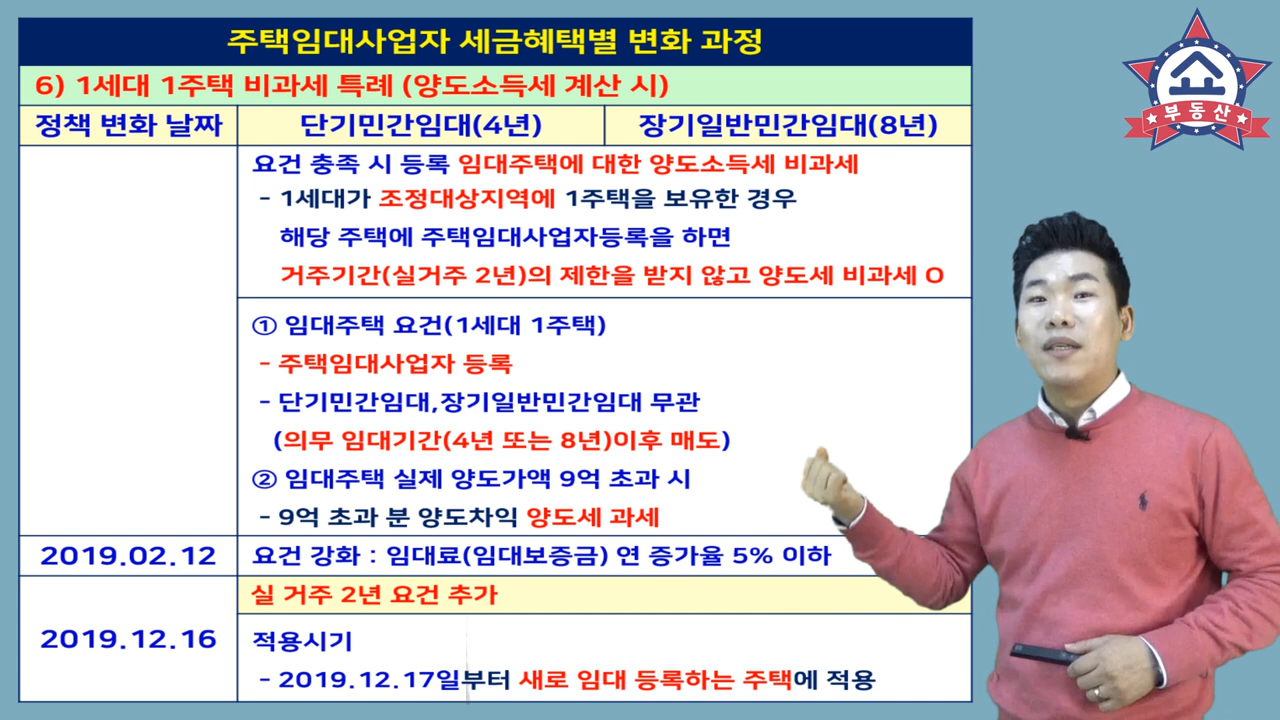 주택임대사업자 세금혜택별 변화 과정
6) 1세대 1주택 비과세 특례 (양도소득세 계산 시)
정책 변화 날짜 단기민간임대(4년) 장기일반민간임대(8년)
요건 충족 시 등록 임대주택에 대한 양도소득세 비과세
- 1세대가 조정대상지역에 1주택을 보유한 경우
해당 주택에 주택임대사업자등록을 하면
거주기간(실거주 2년)의 제한을 받지 않고 양도세 비과세 O
① 임대주택 요건(1세대 1주택)
- 주택임대사업자 등록
- 단기민간임대,장기일반민간임대 무관
(의무 임대기간(4년 또는 8년)이후 매도)
② 임대주택 실제 양도가액 9억 초과 시
- 9억 초과 분 양도차익 양도세 과세
2019.02.12 요건 강화 : 임대료(임대보증금) 연 증가율 5% 이하
2019.12.16
실 거주 2년 요건 추가
적용시기
- 2019.12.17일부터 새로 임대 등록하는 주택에 적용
쇼
부동산